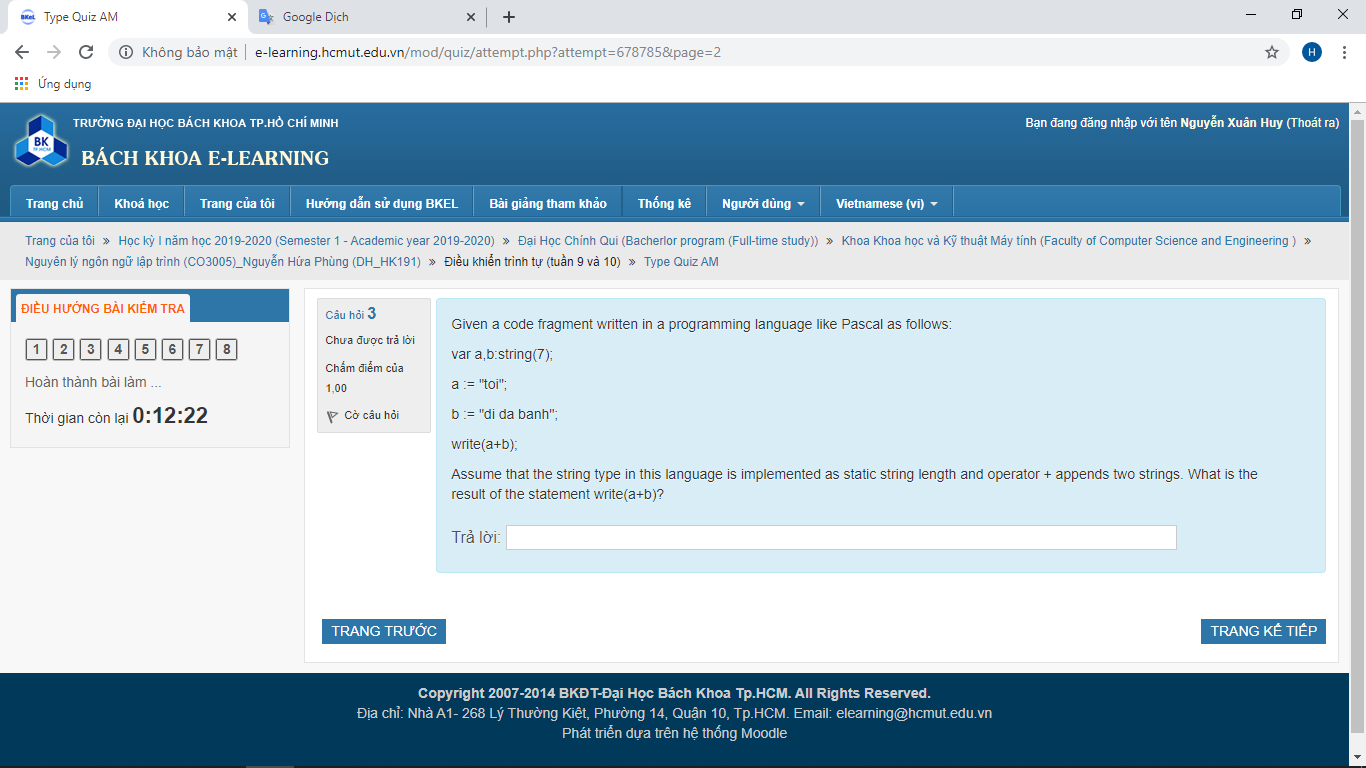 Type Quiz AM
Google Dịch
Không bảo mật
e-learning.hcmut.edu.vn/mod/quiz/attempt.php?attempt=678785&page=2
H
Ứng dụng
BK
TP.HCM
TRƯỜNG ĐẠI HỌC BÁCH KHOA TP.HỒ CHÍ MINH
BÁCH KHOA E-LEARNING
Bạn đang đăng nhập với tên Nguyễn Xuân Huy (Thoát ra)
Trang chủ Khoá học Trang của tôi Hướng dẫn sử dụng BKEL Bài giảng tham khảo Thống kê Người dùng Vietnamese (vi)
Trang của tôi » Học kỳ I năm học 2019-2020 (Semester 1 - Academic year 2019-2020) » Đại Học Chính Qui (Bacherlor program (Full-time study)) » Khoa Khoa học và Kỹ thuật Máy tính (Faculty of Computer Science and Engineering ) »
Nguyên lý ngôn ngữ lập trình (CO3005)_Nguyễn Hứa Phùng (DH_HK191) » Điều khiển trình tự (tuần 9 và 10) » Type Quiz AM
ĐIỀU HƯỚNG BÀI KIỂM TRA
1 2 3 4 5 6 7 8
Hoàn thành bài làm ...
Thời gian còn lại 0:12:22
Câu hỏi 3
Chưa được trả lời
Chấm điểm của
1,00
Cờ câu hỏi
Given a code fragment written in a programming language like Pascal as follows:
var a,b:string(7);
a := "toi";
b := "di da banh";
write(a+b);
Assume that the string type in this language is implemented as static string length and operator + appends two strings. What is the
result of the statement write(a+b)?
Trả lời:
TRANG TRƯỚC
TRANG KẾ TIẾP
Copyright 2007-2014 BKĐT-Đại Học Bách Khoa Tp.HCM. All Rights Reserved.
Địa chỉ: Nhà A1- 268 Lý Thường Kiệt, Phường 14, Quận 10, Tp.HCM. Email: elearning@hcmut.edu.vn
Phát triển dựa trên hệ thống Moodle